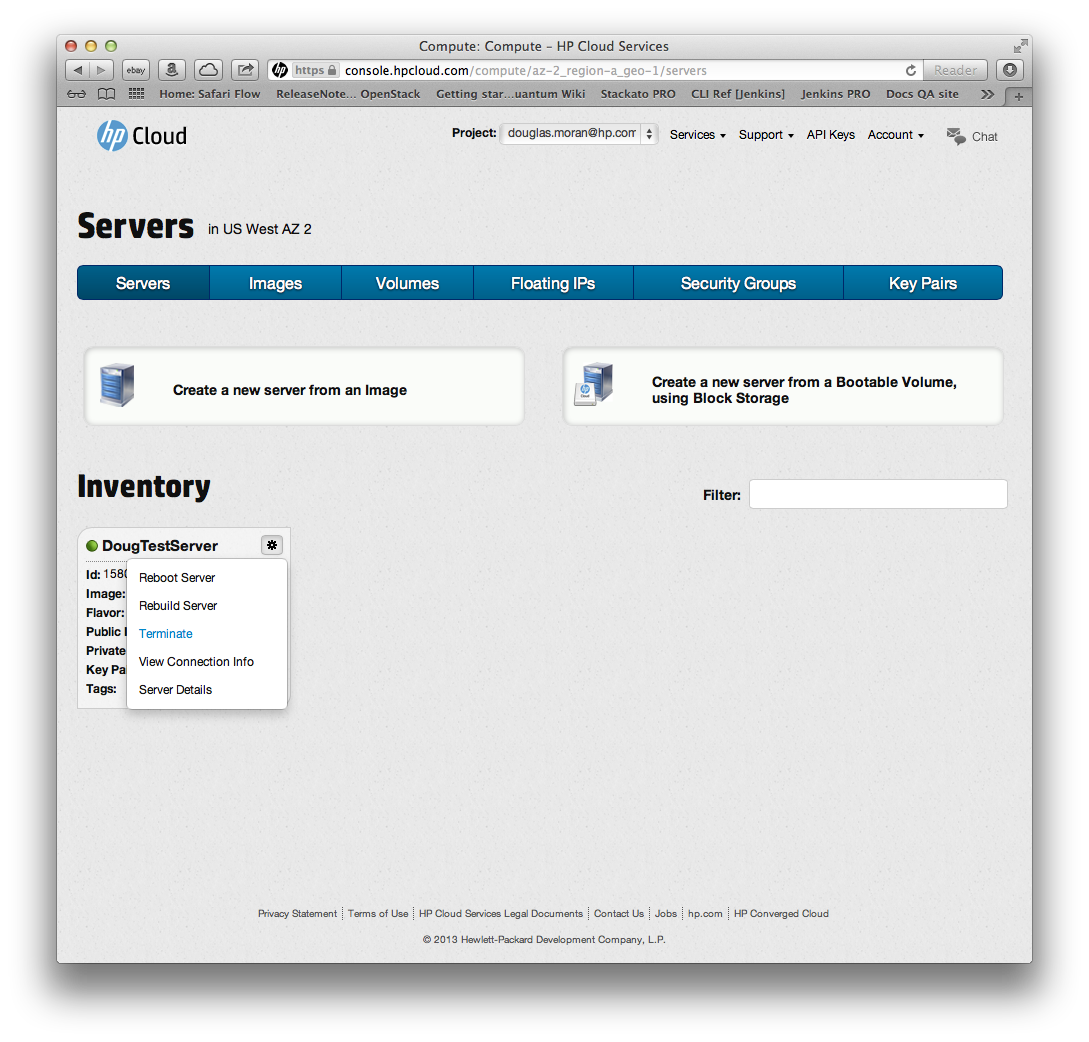 Compute: Compute – HP Cloud Services
ebay
a
hp https console.hpcloud.com/compute/az-2_region-a_geo-1/servers Reader
Home: Safari Flow ReleaseNote... OpenStack Getting star...uantum Wiki Stackato PRO CLI Ref [Jenkins] Jenkins PRO Docs QA site >> +
hp Cloud
Project: douglas.moran@hp.com Services Support API Keys Account Chat
Servers in US West AZ 2
Servers Images Volumes Floating IPs Security Groups Key Pairs
Create a new server from an Image
Create a new server from a Bootable Volume,
using Block Storage
Inventory
Filter:
DougTestServer
Id: 1580
Image:
Flavor:
Public I
Private
Key Pai
Tags:
Reboot Server
Rebuild Server
Terminate
View Connection Info
Server Details
Privacy Statement Terms of Use HP Cloud Services Legal Documents Contact Us Jobs hp.com HP Converged Cloud
© 2013 Hewlett-Packard Development Company, L.P.